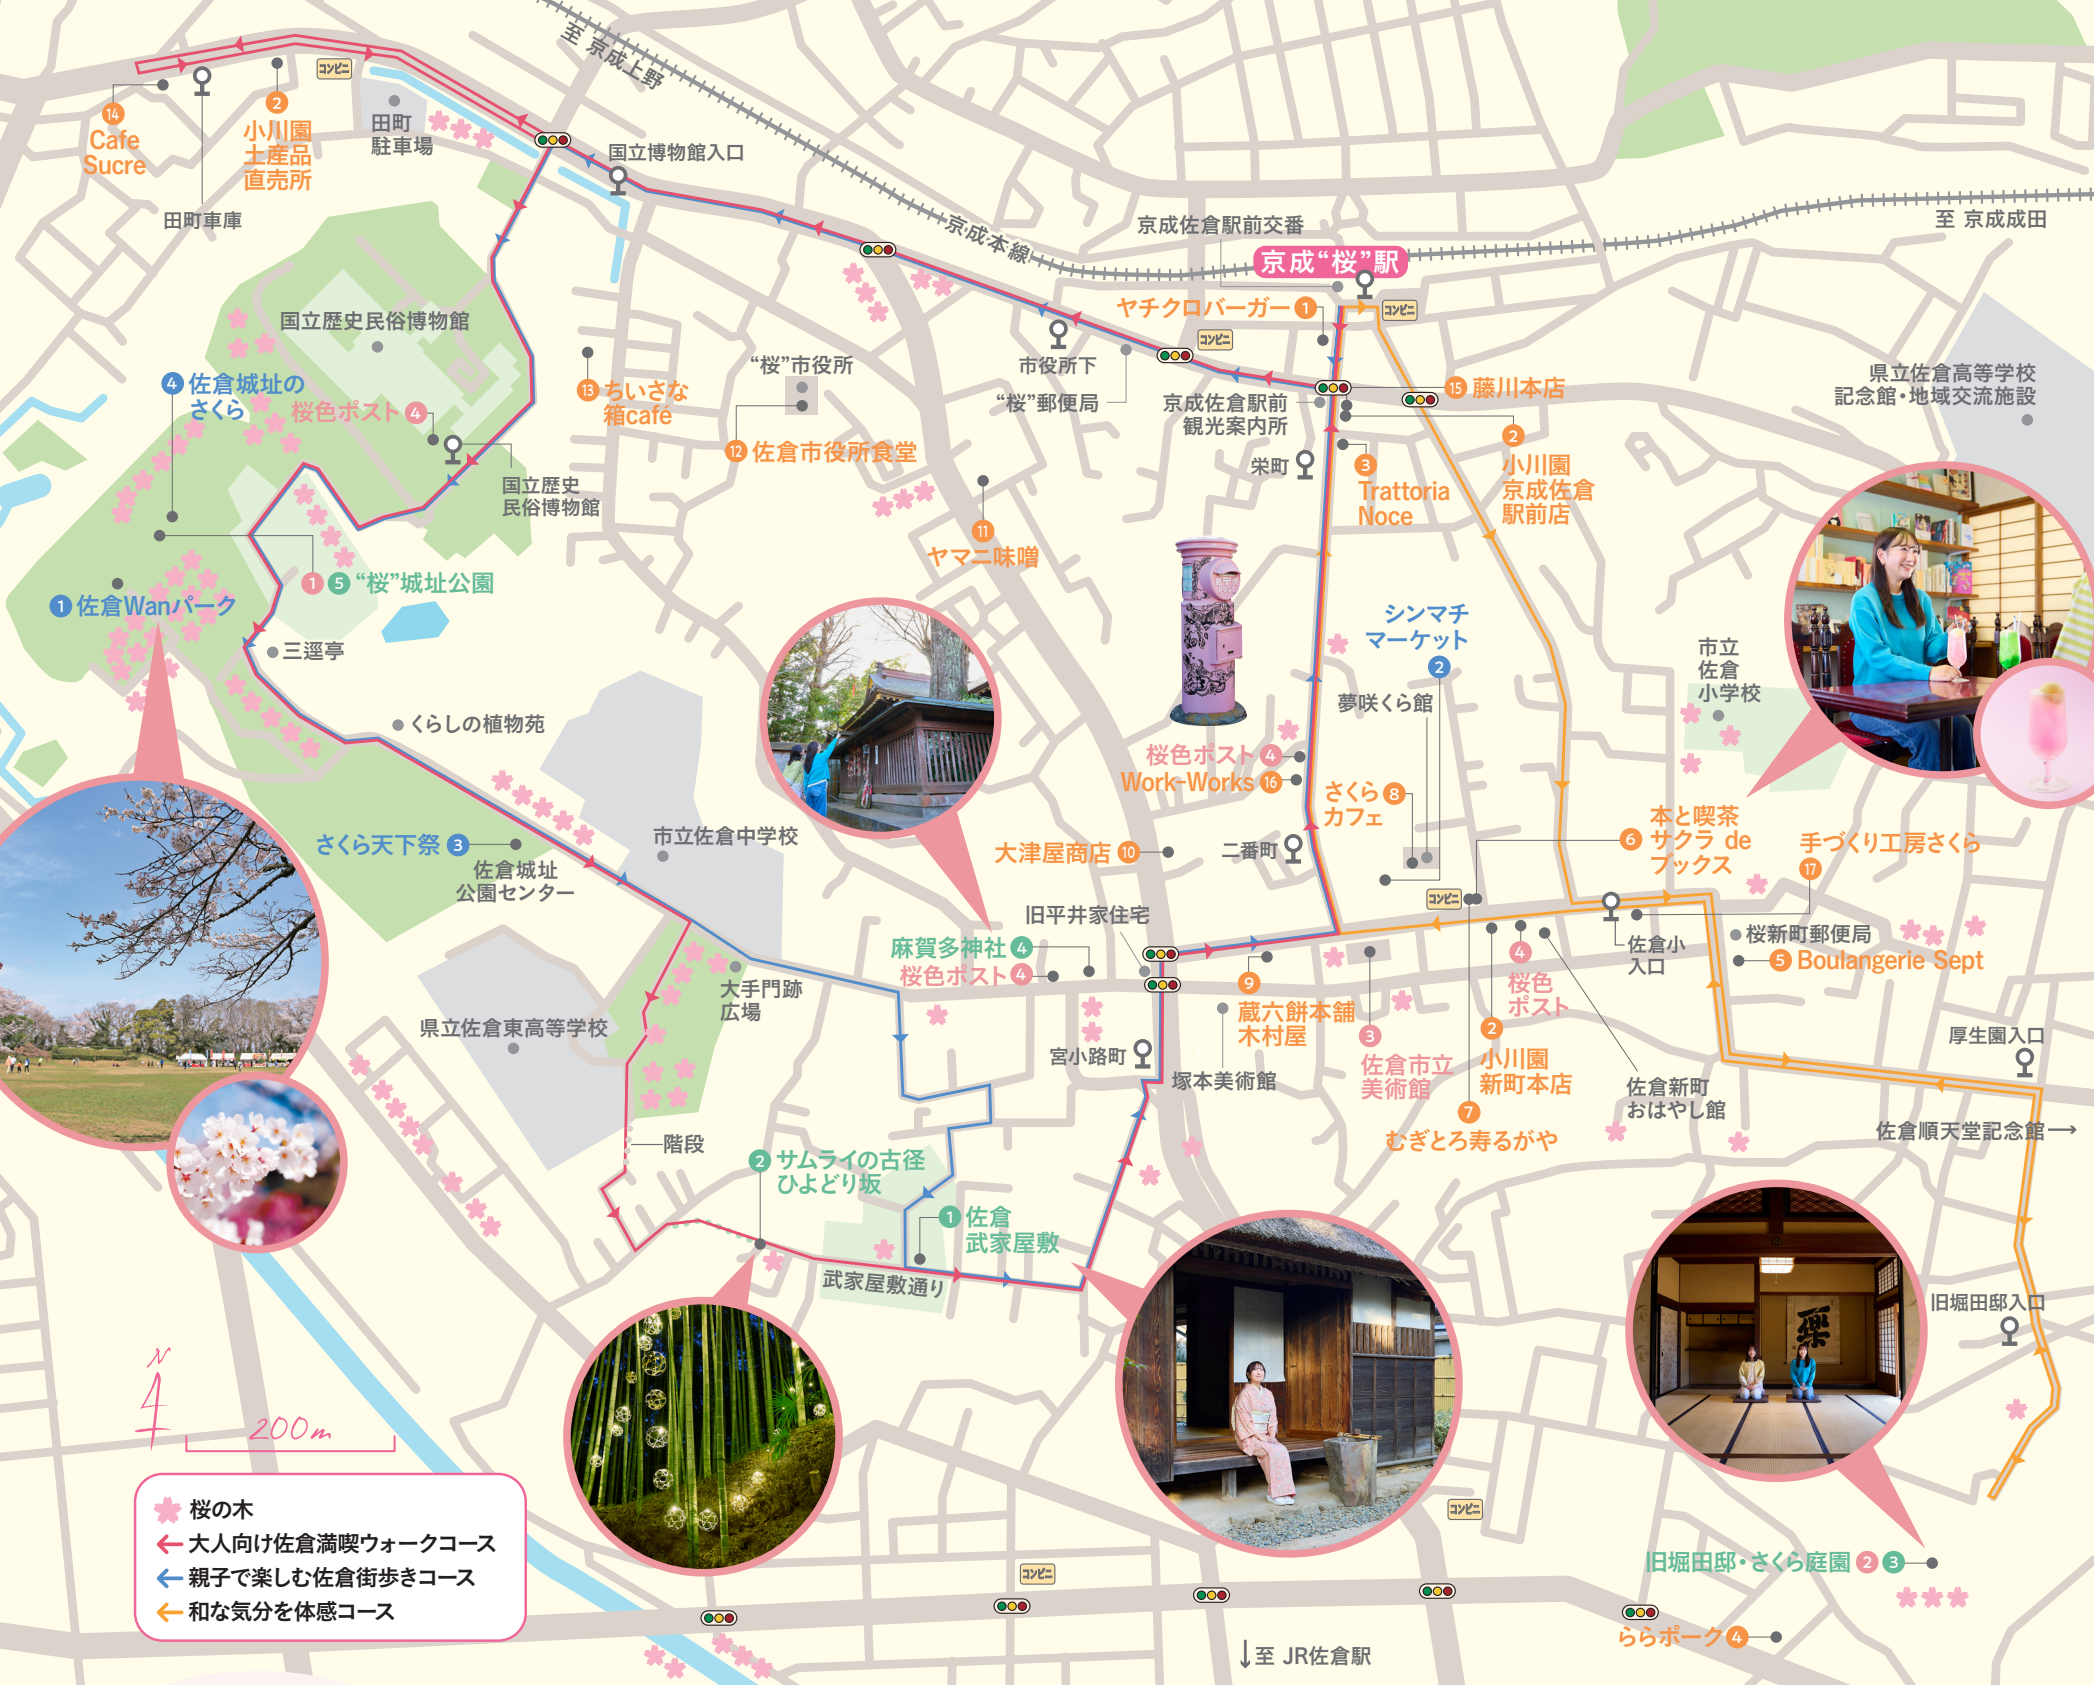 至 京成上野
コンビニ
14
Cafe
Sucre
2
小川園
土産品
直売所
田町
駐車場
田町車庫
国立博物館入口
京成本線
京成佐倉駅前交番
京成“桜”駅
至 京成成田
ヤチクロバーガー 1
コンビニ
コンビニ
国立歴史民俗博物館
4 佐倉城址の
さくら
桜色ポスト 4
国立歴史
民俗博物館
13 ちいさな
箱café
“桜”市役所
12 佐倉市役所食堂
市役所下
“桜”郵便局
京成佐倉駅前
観光案内所
15 藤川本店
栄町
3
Trattoria
Noce
2
小川園
京成佐倉
駅前店
県立佐倉高等学校
記念館・地域交流施設
11
ヤマニ味噌
1 5 “桜”城址公園
1 佐倉Wanパーク
三逕亭
くらしの植物苑
シンマチ
マーケット
2
夢咲くら館
市立
佐倉
小学校
桜色ポスト 4
Work-Works 16
さくら 8
カフェ
さくら天下祭 3
佐倉城址
公園センター
市立佐倉中学校
大津屋商店 10
二番町
コンビニ
6 本と喫茶
サクラ de
ブックス
手づくり工房さくら
17
旧平井家住宅
麻賀多神社 4
桜色ポスト 4
佐倉小
入口
桜新町郵便局
5 Boulangerie Sept
大手門跡
広場
9
蔵六餅本舗
木村屋
4
桜色
ポスト
県立佐倉東高等学校
宮小路町
塚本美術館
3
佐倉市立
美術館
2
小川園
新町本店
佐倉新町
おはやし館
厚生園入口
7
むぎとろ寿るがや
佐倉順天堂記念館→
階段
2 サムライの古径
ひよどり坂
1 佐倉
武家屋敷
武家屋敷通り
旧堀田邸入口
N
200m
桜の木
大人向け佐倉満喫ウォークコース
親子で楽しむ佐倉街歩きコース
和な気分を体感コース
コンビニ
コンビニ
旧堀田邸・さくら庭園 2 3
ららポーク 4
↓至 JR佐倉駅